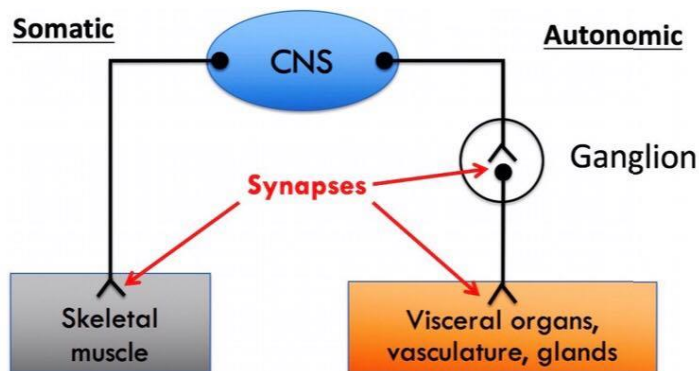 Somatic
CNS
Autonomic
Ganglion
Synapses
Skeletal
muscle
Visceral organs,
vasculature, glands